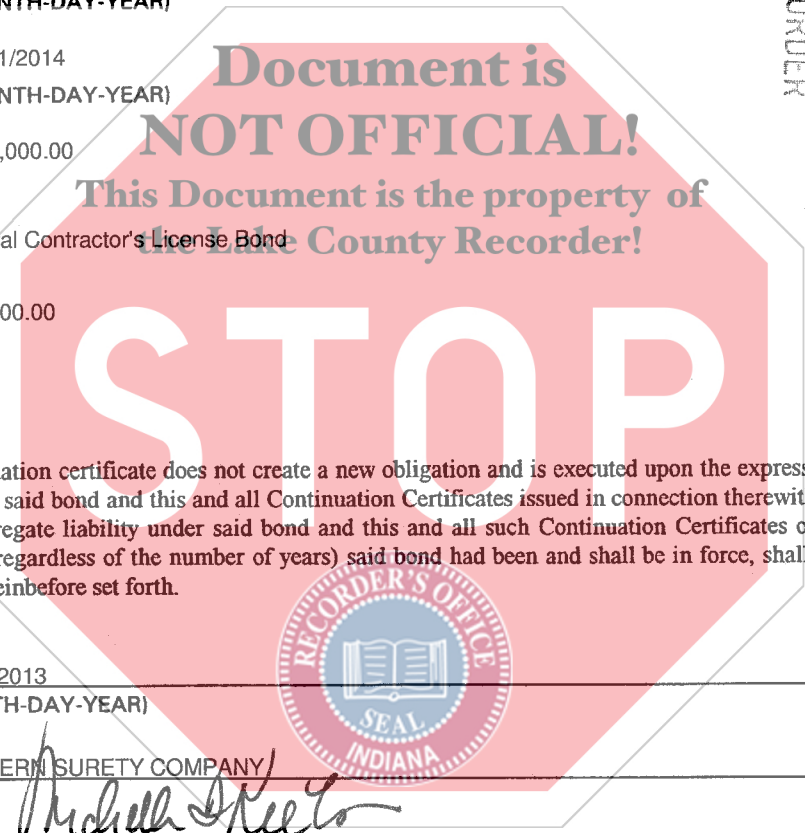 NTH-DAY-YEAR)
1/2014
NTH-DAY-YEAR)
,000.00
Document is
NOT OFFICIAL!
This Document is the property of
the Lake County Recorder!
al Contractor's License Bond
00.00
STOP
ation certificate does not create a new obligation and is executed upon the express
said bond and this and all Continuation Certificates issued in connection therewit
regate liability under said bond and this and all such Continuation Certificates o
regardless of the number of years) said bond had been and shall be in force, shall
einbefore set forth.
RECORDER'S OFFICE
SEAL
INDIANA
2013
TH-DAY-YEAR)
ERN SURETY COMPANY